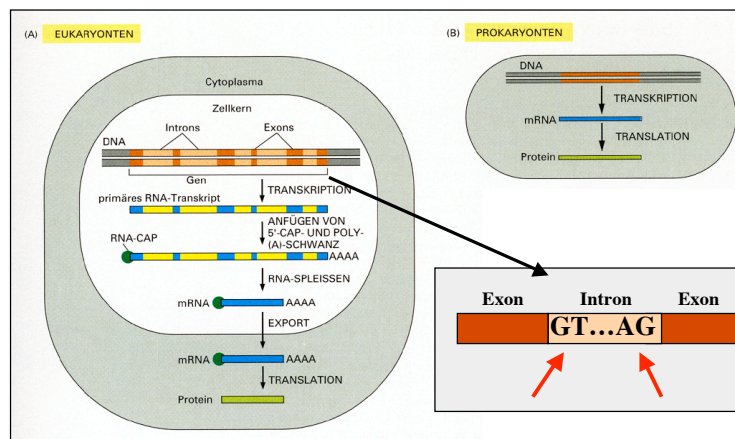 (A) EUKARYONTEN
Cytoplasma
Zellkern
DNA
Introns
Exons
Gen
TRANSKRIPTION
primäres RNA-Transkript
ANFÜGEN VON
5'-CAP- UND POLY-
(A)-SCHWANZ
RNA-CAP
AAAA
RNA-SPLEISSEN
mRNA
AAAA
EXPORT
mRNA
AAAA
TRANSLATION
Protein
(B) PROKARYONTEN
DNA
TRANSKRIPTION
mRNA
TRANSLATION
Protein
Exon Intron Exon
GT...AG